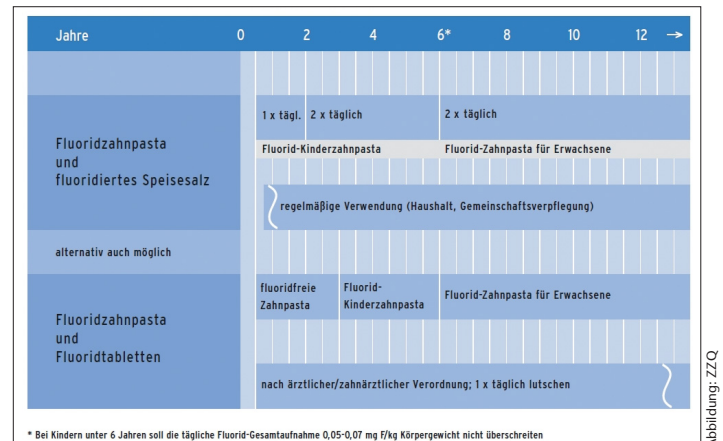 Jahre 0 2 4 6* 8 10 12 →
1 x tägl. 2 x täglich 2 x täglich
Fluoridzahnpasta
und
fluoridiertes Speisesalz
Fluorid-Kinderzahnpasta Fluorid-Zahnpasta für Erwachsene
regelmäßige Verwendung (Haushalt, Gemeinschaftsverpflegung)
alternativ auch möglich
Fluoridzahnpasta
und
Fluoridtabletten
fluoridfreie
Zahnpasta
Fluorid-
Kinderzahnpasta
Fluorid-Zahnpasta für Erwachsene
nach ärztlicher/zahnärztlicher Verordnung; 1 x täglich lutschen
* Bei Kindern unter 6 Jahren soll die tägliche Fluorid-Gesamtaufnahme 0,05-0,07 mg F/kg Körpergewicht nicht überschreiten
bbildung: ZZQ